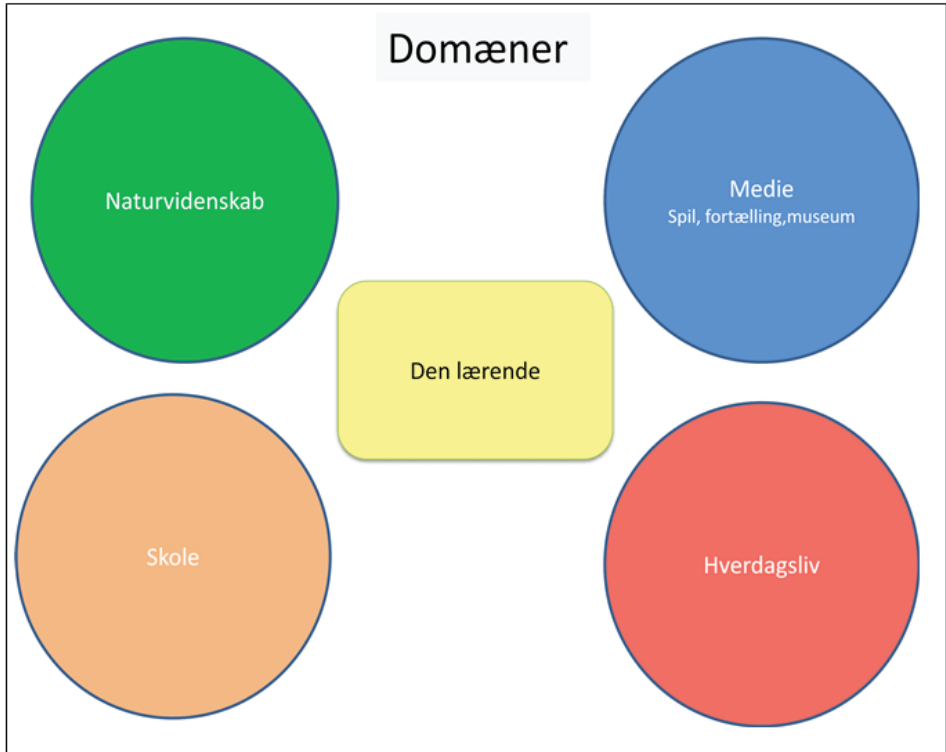 Domæner
Naturvidenskab
Medie
Spil, fortælling,museum
Den lærende
Skole
Hverdagsliv